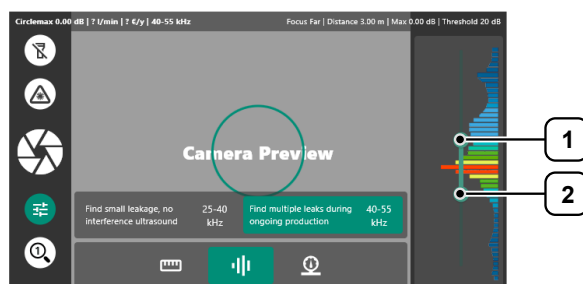 Circlemax 0.00 dB | ? l/min | ? €/y | 40-55 kHz
Focus Far | Distance 3.00 m | Max 0.00 dB | Threshold 20 dB
1
Camera Preview
2
Find small leakage, no
interference ultrasound
25-40
kHz
Find multiple leaks during
ongoing production
40-55
kHz
1